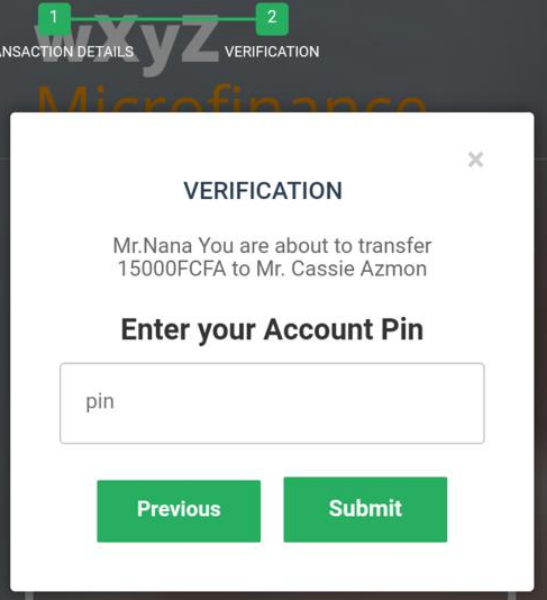 1 2
NSACTION DETAILS VERIFICATION
wXyZ
Microfinance
×
VERIFICATION
Mr.Nana You are about to transfer
15000FCFA to Mr. Cassie Azmon
Enter your Account Pin
pin
Previous Submit